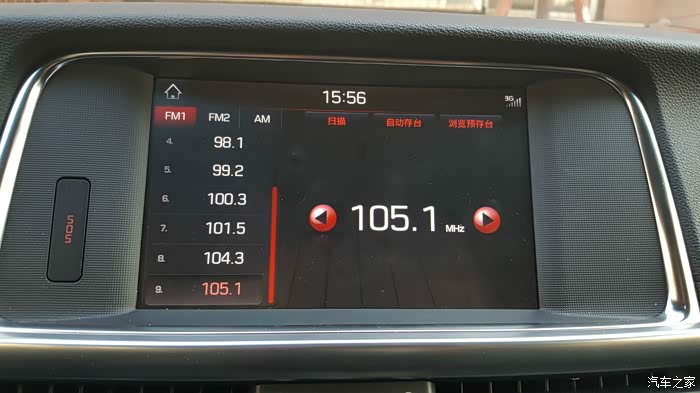 15:56
3G
FM1 FM2 AM
扫描 自动存台 浏览预存台
4. 98.1
5. 99.2
6. 100.3
7. 101.5
8. 104.3
9. 105.1
105.1 MHz
SOS
汽车之家